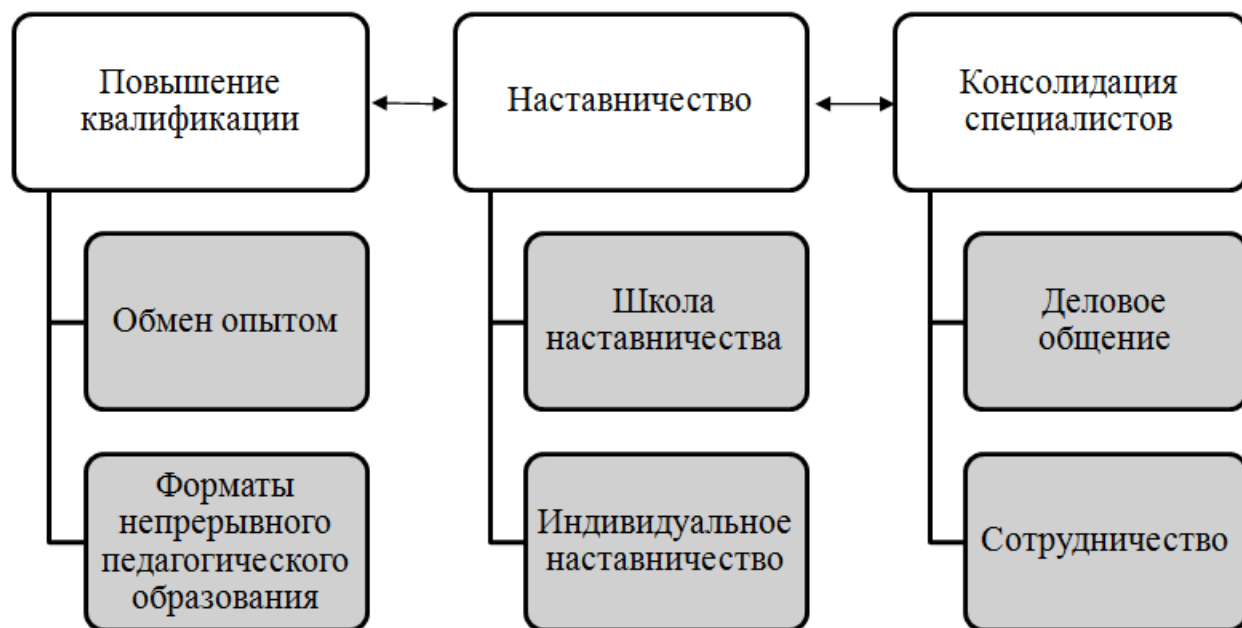 Повышение
квалификации
Наставничество
Консолидация
специалистов
Обмен опытом
Школа
наставничества
Деловое
общение
Форматы
непрерывного
педагогического
образования
Индивидуальное
наставничество
Сотрудничество